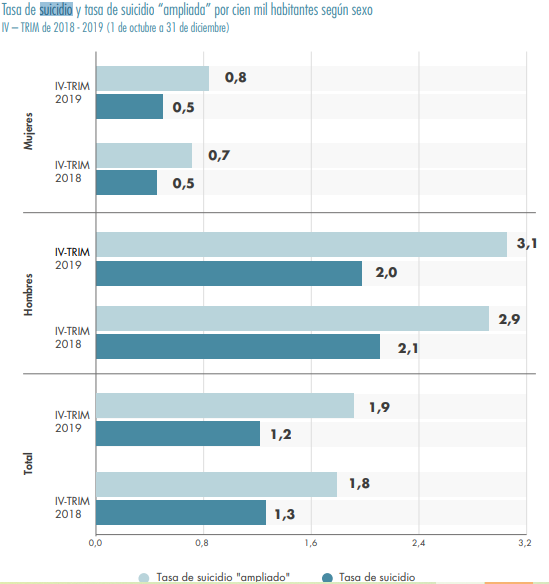 Tasa de suicidio y tasa de suicidio “ampliada” por cien mil habitantes según sexo
IV – TRIM de 2018 - 2019 (1 de octubre a 31 de diciembre)
Mujeres
IV-TRIM
2019
0,8
0,5
IV-TRIM
2018
0,7
0,5
Hombres
IV-TRIM
2019
3,1
2,0
IV-TRIM
2018
2,9
2,1
Total
IV-TRIM
2019
1,9
1,2
IV-TRIM
2018
1,8
1,3
0,0 0,8 1,6 2,4 3,2
Tasa de suicidio "ampliado" Tasa de suicidio